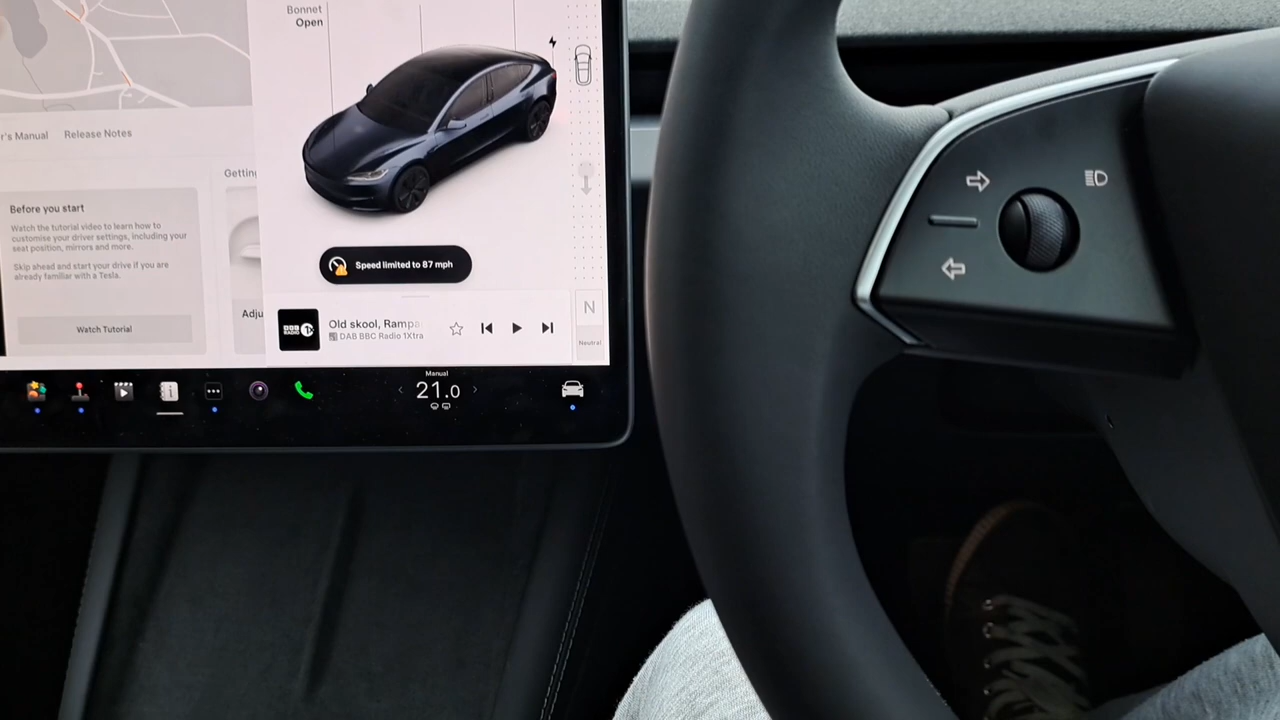 Bonnet
Open
r's Manual
Release Notes
Getting
Before you start
Watch the tutorial video to learn how to
customise your driver settings, including your
seat position, mirrors and more.
Skip ahead and start your drive if you are
already familiar with a Tesla.
Watch Tutorial
Adju
Speed limited to 87 mph
BBC
RADIO 1X
Old skool, Rampa
DAB BBC Radio 1Xtra
N
Neutral
Manual
21.0